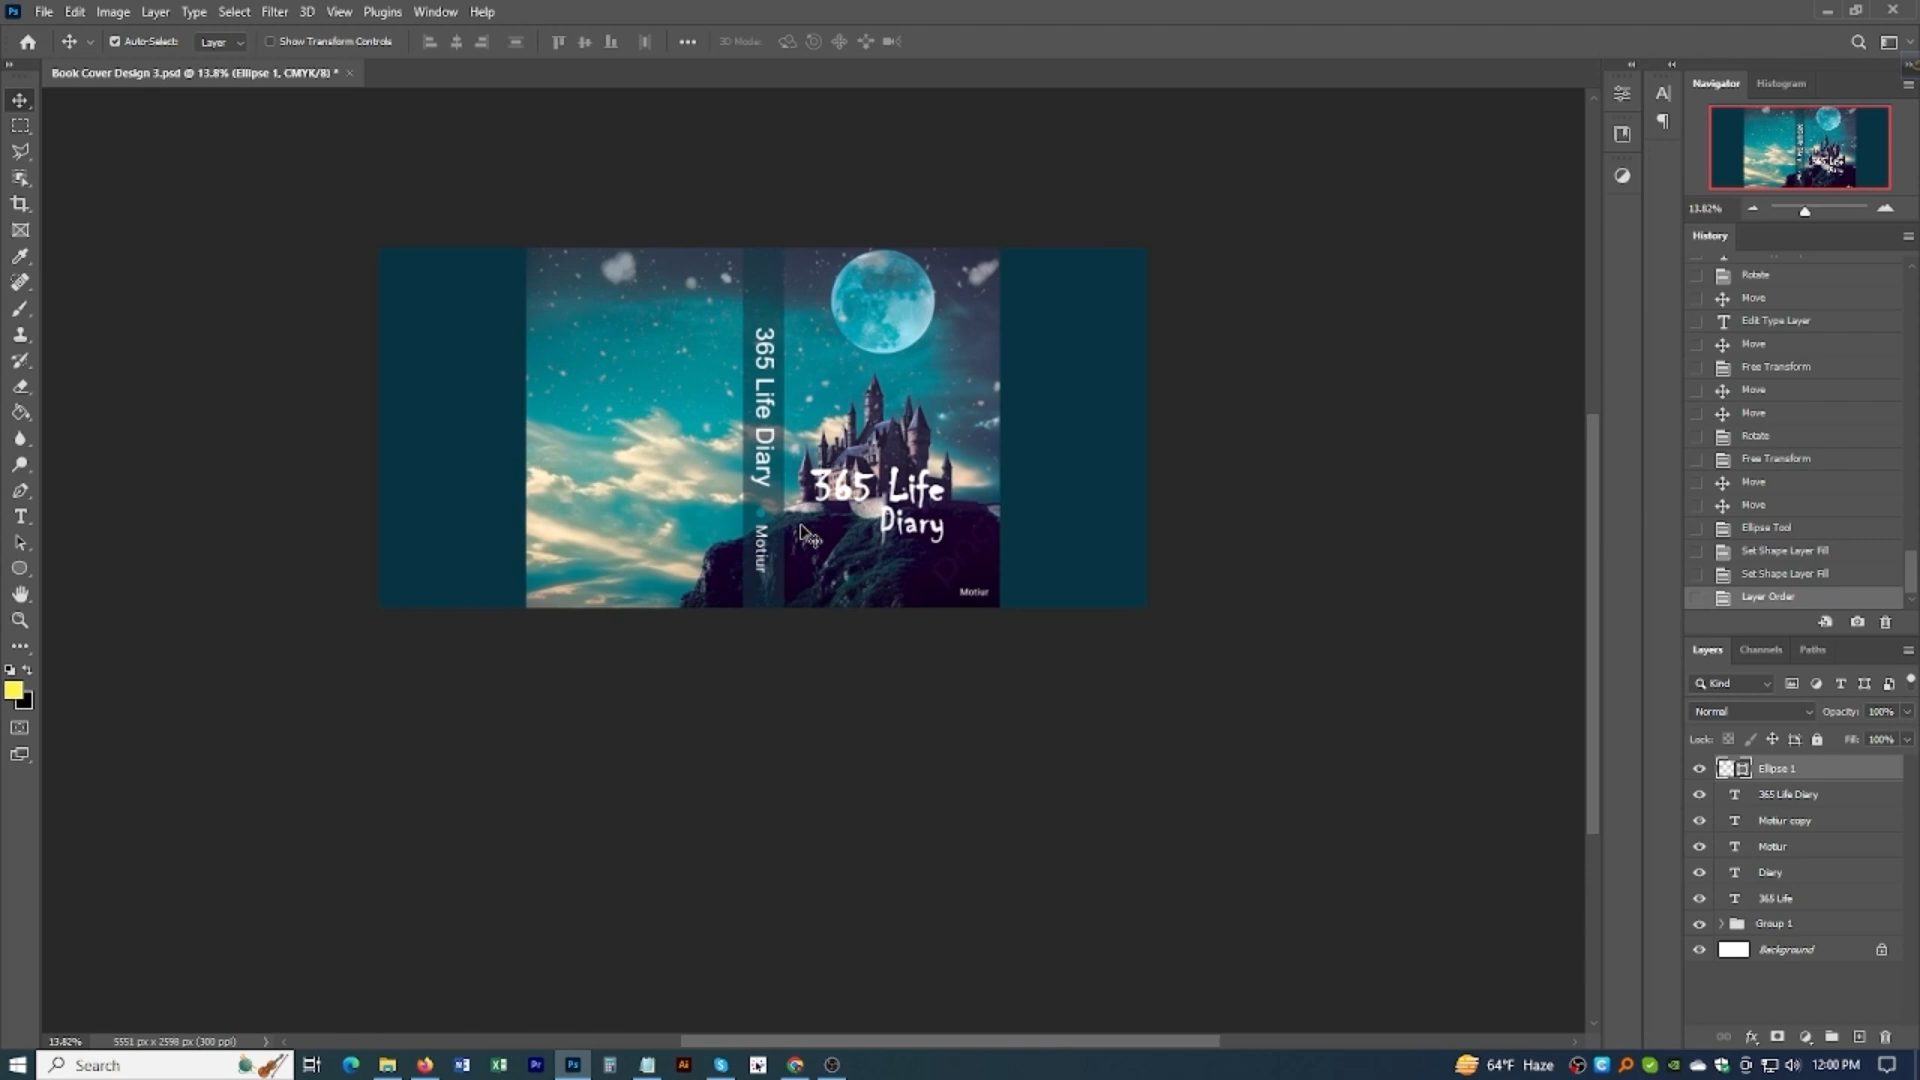 File Edit Image Layer Type Select Filter 3D View Plugins Window Help
Auto-Select: Layer Show Transform Controls 3D Mode:
Book Cover Design 3.psd @ 13.8% (Ellipse 1, CMYK/8) *
Navigator Histogram
13.82%
History
Rotate
Move
Edit Type Layer
Move
Free Transform
Move
Move
Rotate
Free Transform
Move
Move
Ellipse Tool
Set Shape Layer Fill
Set Shape Layer Fill
Layer Order
365 Life Diary
Motiur
365 Life
Diary
Motiur
Layers Channels Paths
Kind
Normal Opacity: 100%
Lock: Fill: 100%
Ellipse 1
365 Life Diary
Motiur copy
Motiur
Diary
365 Life
Group 1
Background
13.82% 5551 px x 2598 px (300 ppi)
Search
64°F Haze 12:00 PM